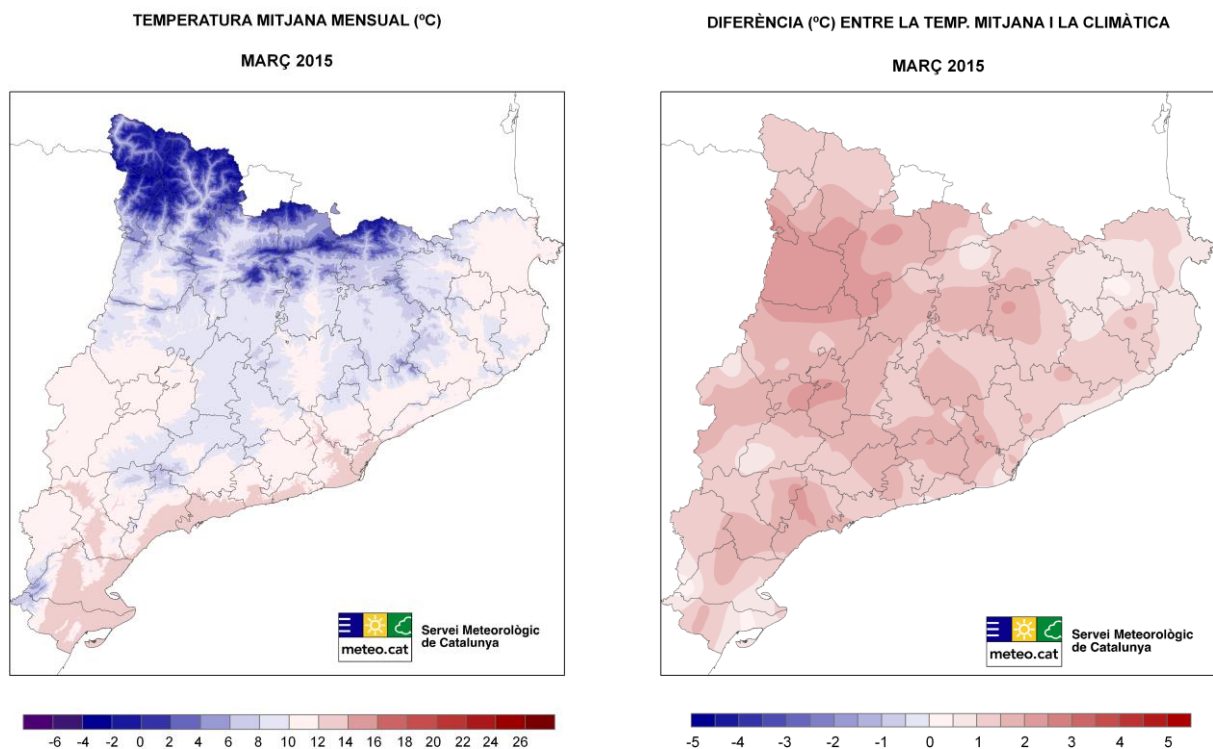 TEMPERATURA MITJANA MENSUAL (ºC)
MARÇ 2015
meteo.cat
Servei Meteorològic
de Catalunya
-6 -4 -2 0 2 4 6 8 10 12 14 16 18 20 22 24 26
DIFERÈNCIA (ºC) ENTRE LA TEMP. MITJANA I LA CLIMÀTICA
MARÇ 2015
meteo.cat
Servei Meteorològic
de Catalunya
-5 -4 -3 -2 -1 0 1 2 3 4 5